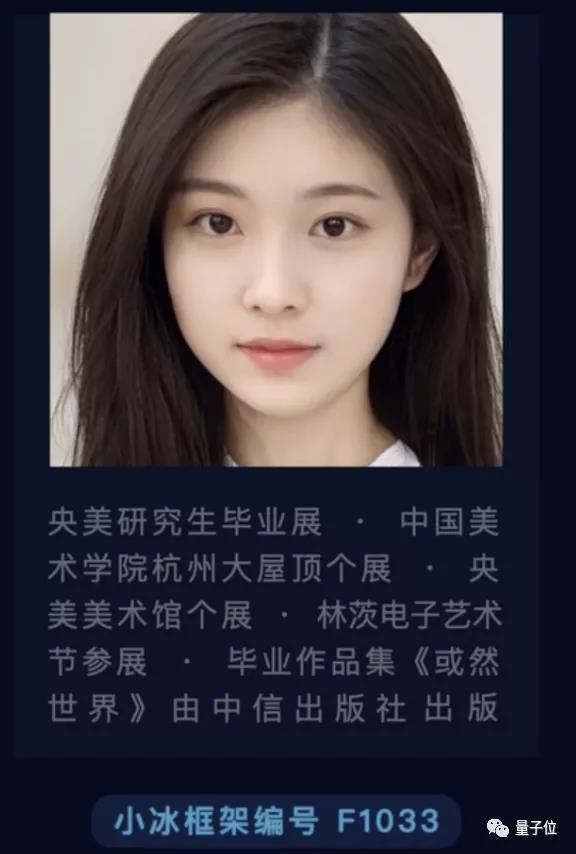 央美研究生毕业展 · 中国美
术学院杭州大屋顶个展 · 央
美美术馆个展 · 林茨电子艺术
节参展 · 毕业作品集《或然
世界》由中信出版社出版
小冰框架编号 F1033
量子位